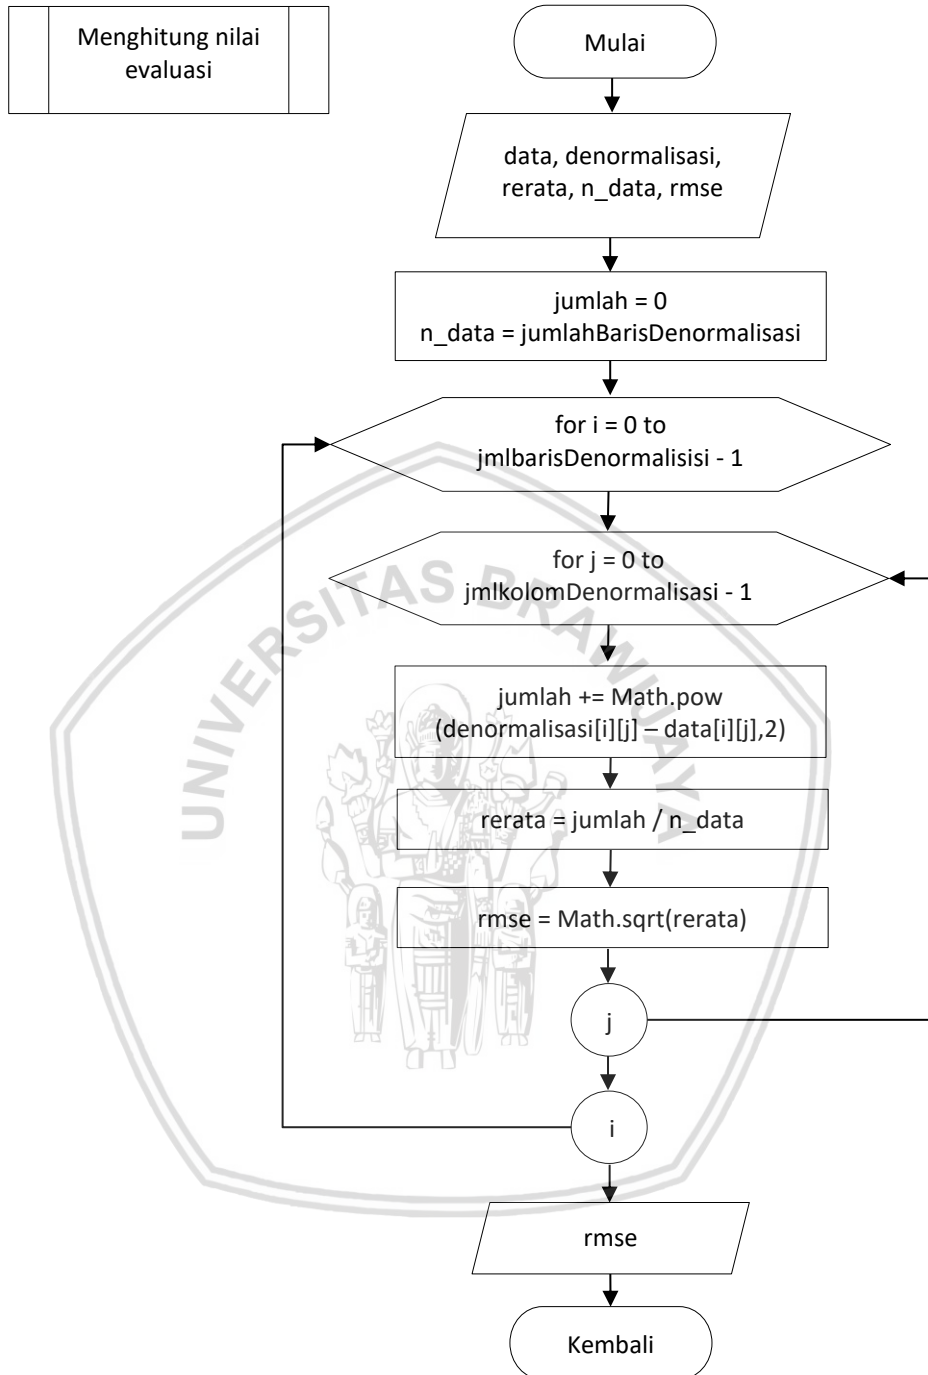 Menghitung nilai
evaluasi
Mulai
data, denormalisasi,
rerata, n_data, rmse
jumlah = 0
n_data = jumlahBarisDenormalisasi
for i = 0 to
jmlbarisDenormalisisi - 1
for j = 0 to
jmlkolomDenormalisasi - 1
jumlah += Math.pow
(denormalisasi[i][j] – data[i][j],2)
rerata = jumlah / n_data
rmse = Math.sqrt(rerata)
j
i
rmse
Kembali
UNIVERSITAS BRAWIJAYA